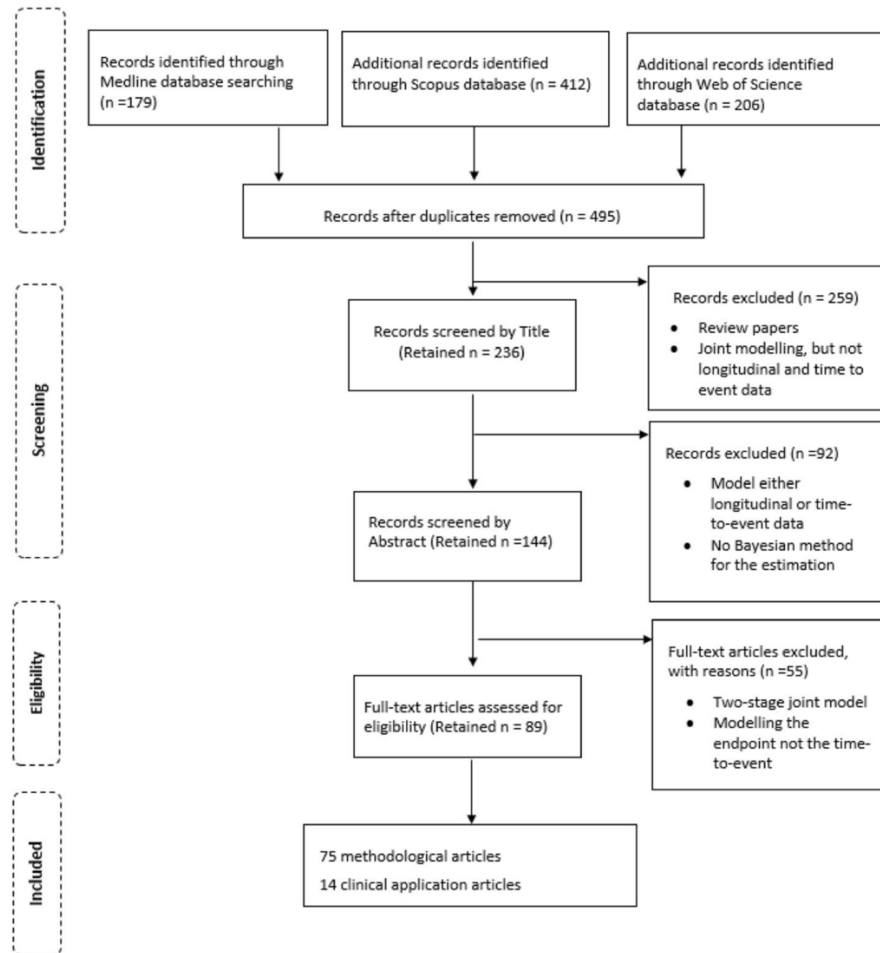 Identification
Records identified through
Medline database searching
(n =179)
Additional records identified
through Scopus database (n = 412)
Additional records identified
through Web of Science
database (n = 206)
Records after duplicates removed (n = 495)
Screening
Records excluded (n = 259)
• Review papers
• Joint modelling, but not
longitudinal and time to
event data
Records screened by Title
(Retained n = 236)
Records excluded (n =92)
• Model either
longitudinal or time-
to-event data
• No Bayesian method
for the estimation
Records screened by
Abstract (Retained n =144)
Eligibility
Full-text articles excluded,
with reasons (n =55)
• Two-stage joint model
• Modelling the
endpoint not the time-
to-event
Full-text articles assessed for
eligibility (Retained n = 89)
Included
75 methodological articles
14 clinical application articles